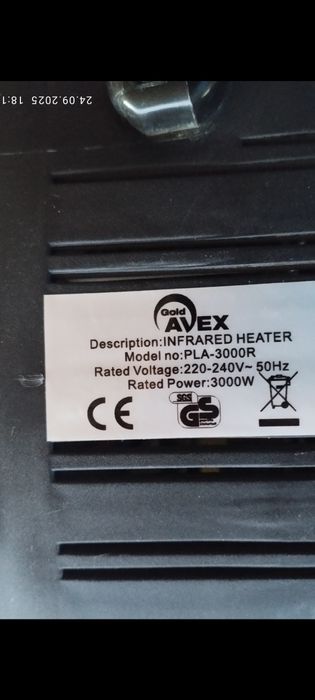 24.09.2025 18:1
Gold
AVEX
Description:INFRARED HEATER
Model no:PLA-3000R
Rated Voltage:220-240V~ 50Hz
Rated Power:3000W
CE
SGS
GS